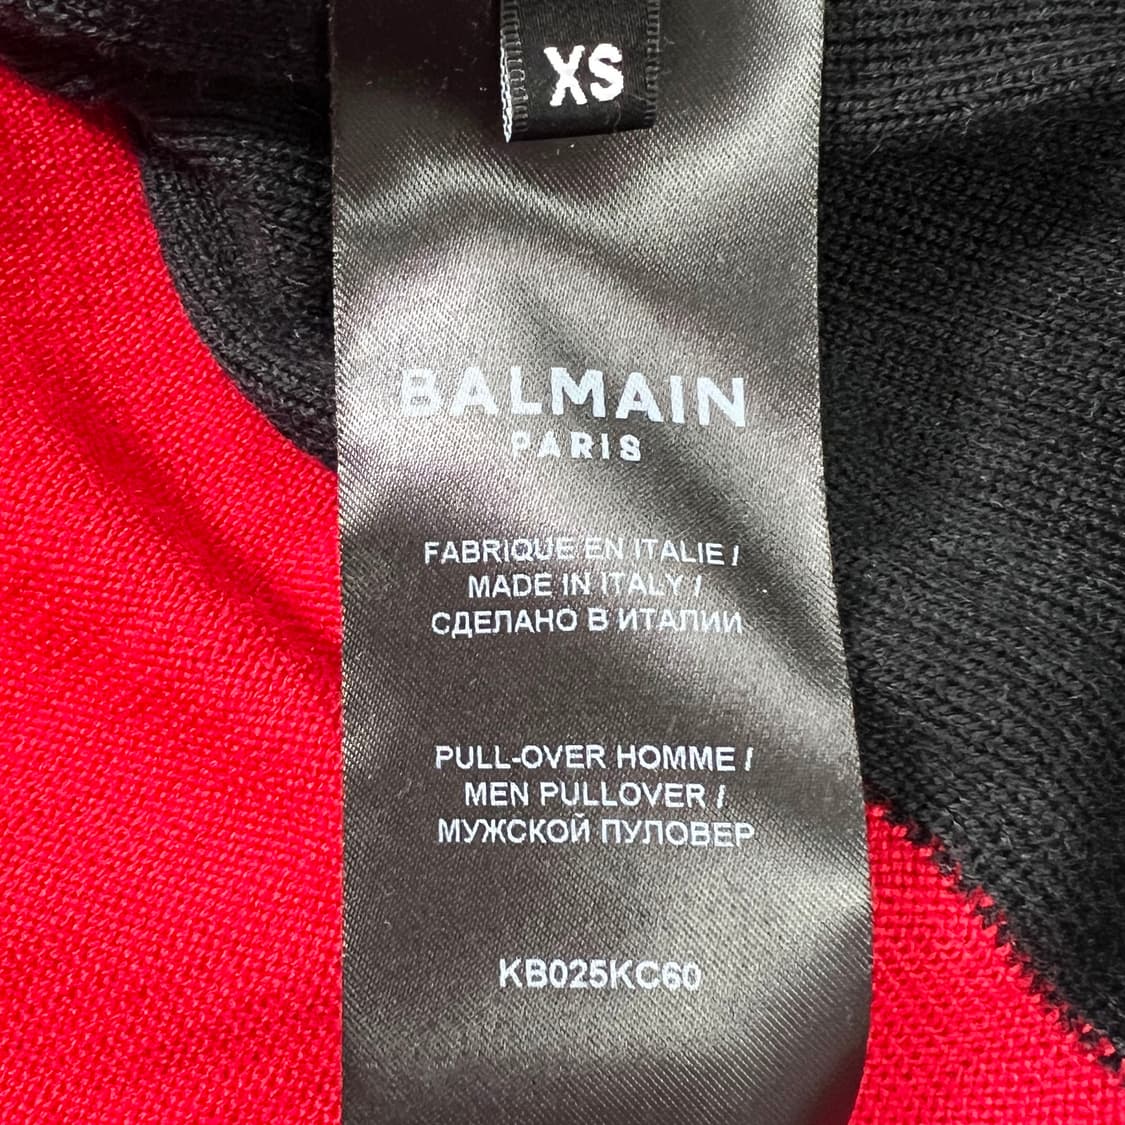 XS
BALMAIN
PARIS
FABRIQUE EN ITALIE /
MADE IN ITALY /
СДЕЛАНО В ИТАЛИИ
PULL-OVER HOMME /
MEN PULLOVER /
МУЖСКОЙ ПУЛОВЕР
KB025KC60